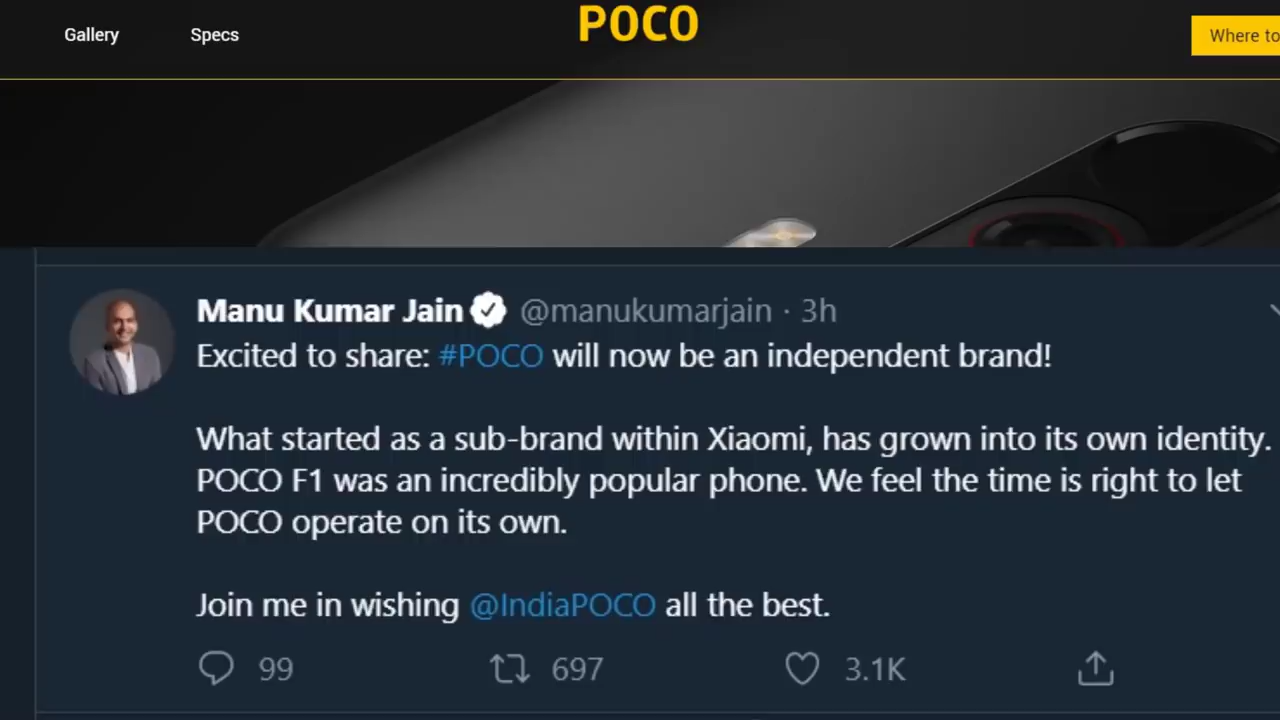 Gallery
Specs
POCO
Where to
Manu Kumar Jain @manukumarjain · 3h
Excited to share: #POCO will now be an independent brand!
What started as a sub-brand within Xiaomi, has grown into its own identity.
POCO F1 was an incredibly popular phone. We feel the time is right to let
POCO operate on its own.
Join me in wishing @IndiaPOCO all the best.
99
697
3.1K